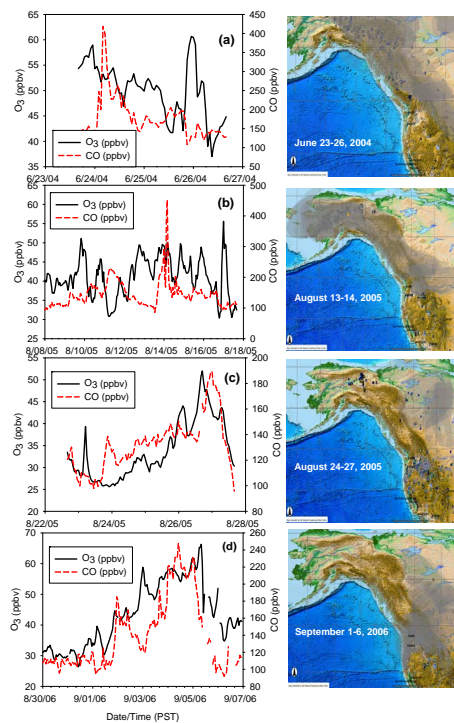 65
60
55
50
45
40
35
450
400
350
300
250
200
150
100
50
(a)
O3 (ppbv)
CO (ppbv)
O3 (ppbv)
CO (ppbv)
6/23/04 6/24/04 6/25/04 6/26/04 6/27/04
June 23-26, 2004
65
60
55
50
45
40
35
30
25
500
400
300
200
100
0
(b)
O3 (ppbv)
CO (ppbv)
O3 (ppbv)
CO (ppbv)
8/08/05 8/10/05 8/12/05 8/14/05 8/16/05 8/18/05
August 13-14, 2005
55
50
45
40
35
30
25
20
200
180
160
140
120
100
80
(c)
O3 (ppbv)
CO (ppbv)
O3 (ppbv)
CO (ppbv)
8/22/05 8/24/05 8/26/05 8/28/05
August 24-27, 2005
70
60
50
40
30
20
260
240
220
200
180
160
140
120
100
80
(d)
O3 (ppbv)
CO (ppbv)
O3 (ppbv)
CO (ppbv)
8/30/06 9/01/06 9/03/06 9/05/06 9/07/06
Date/Time (PST)
September 1-6, 2006